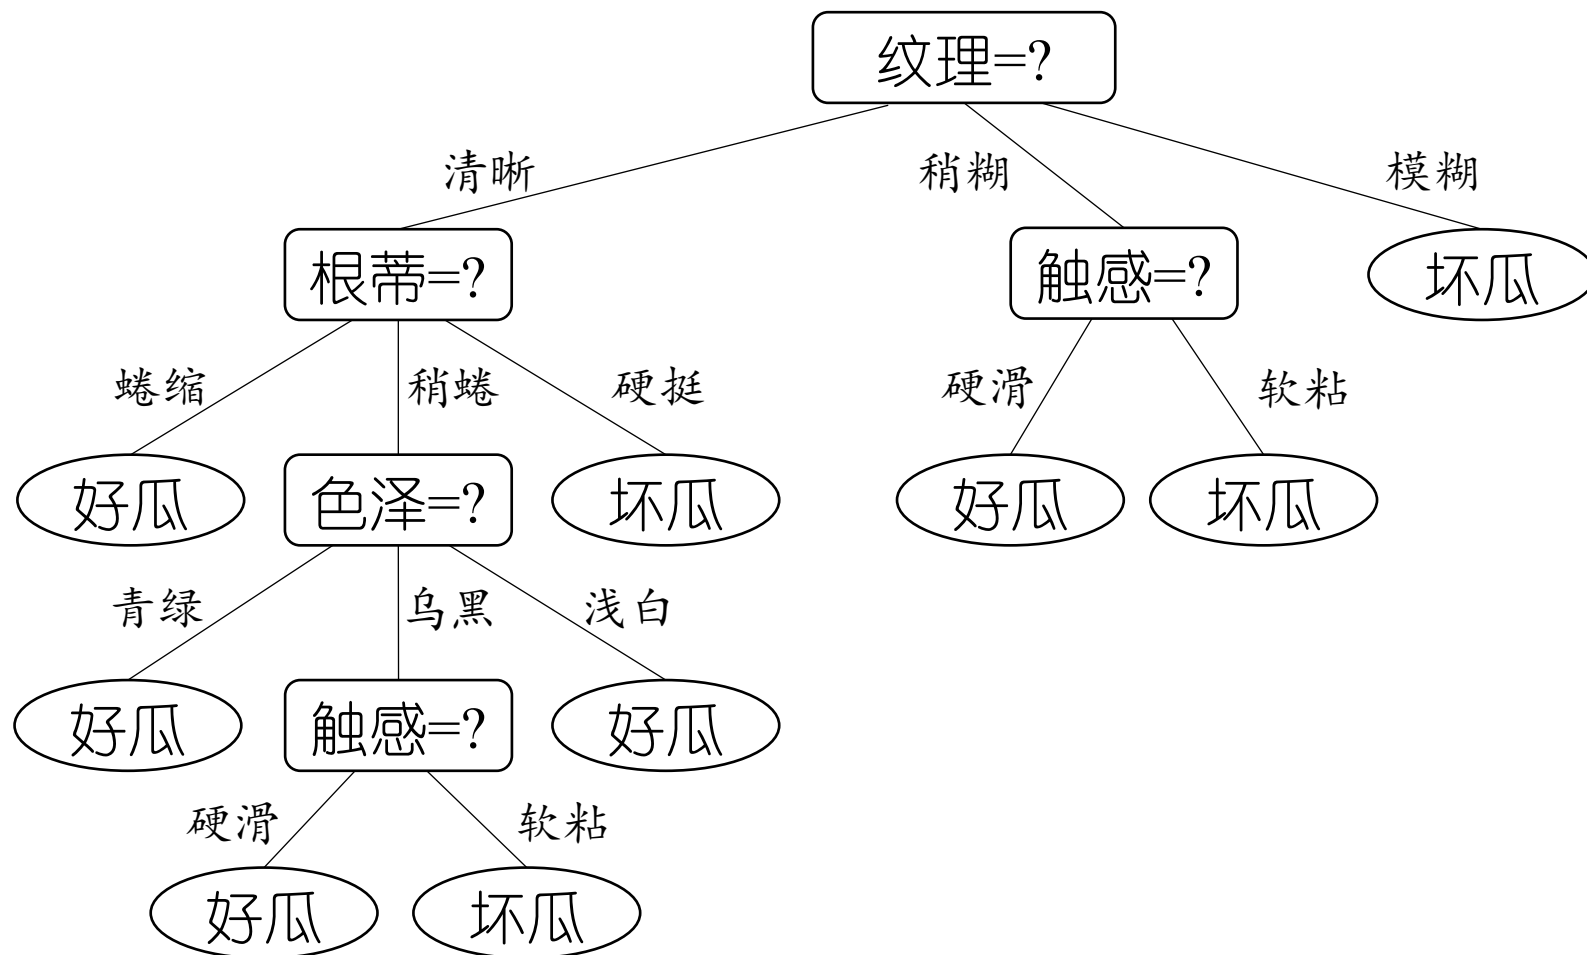 纹理=?
清晰 稍糊 模糊
根蒂=? 触感=? 坏瓜
蜷缩 稍蜷 硬挺 硬滑 软粘
好瓜 色泽=? 坏瓜 好瓜 坏瓜
青绿 乌黑 浅白
好瓜 触感=? 好瓜
硬滑 软粘
好瓜 坏瓜